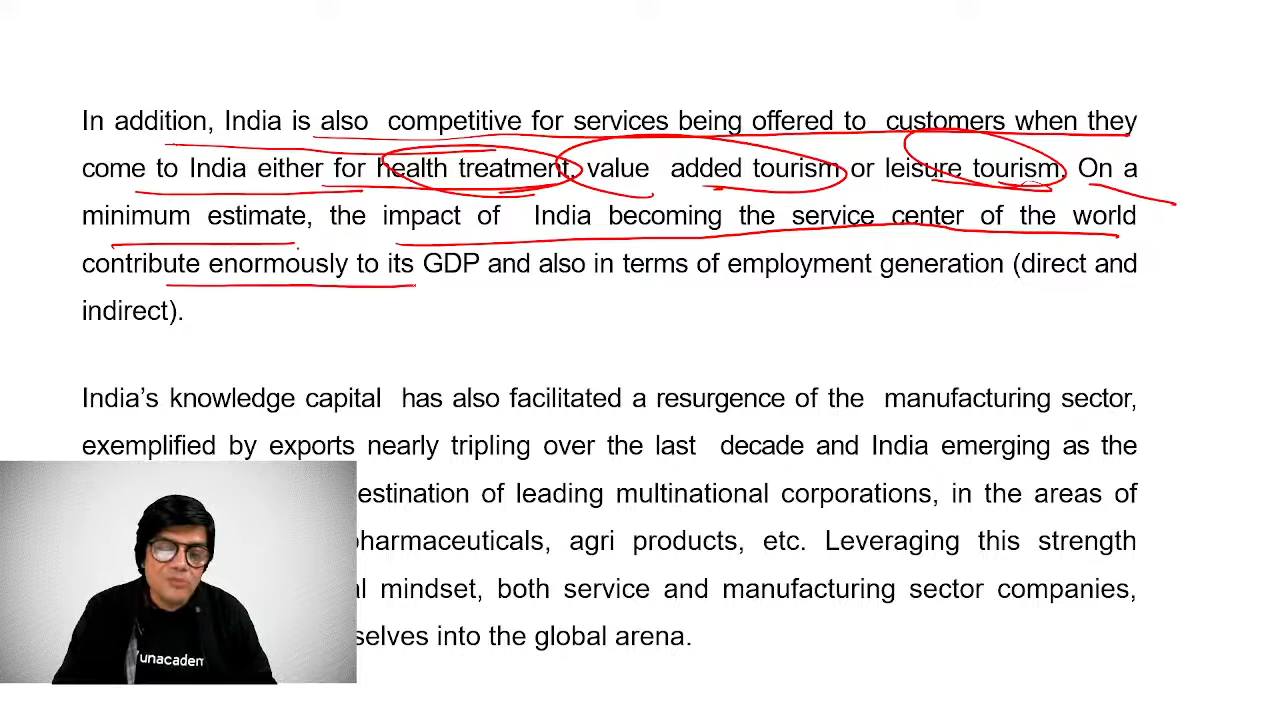 In addition, India is also competitive for services being offered to customers when they
come to India either for health treatment, value added tourism or leisure tourism. On a
minimum estimate, the impact of India becoming the service center of the world
contribute enormously to its GDP and also in terms of employment generation (direct and
indirect).
India's knowledge capital has also facilitated a resurgence of the manufacturing sector,
exemplified by exports nearly tripling over the last decade and India emerging as the
estination of leading multinational corporations, in the areas of
pharmaceuticals, agri products, etc. Leveraging this strength
al mindset, both service and manufacturing sector companies,
selves into the global arena.
unacadem